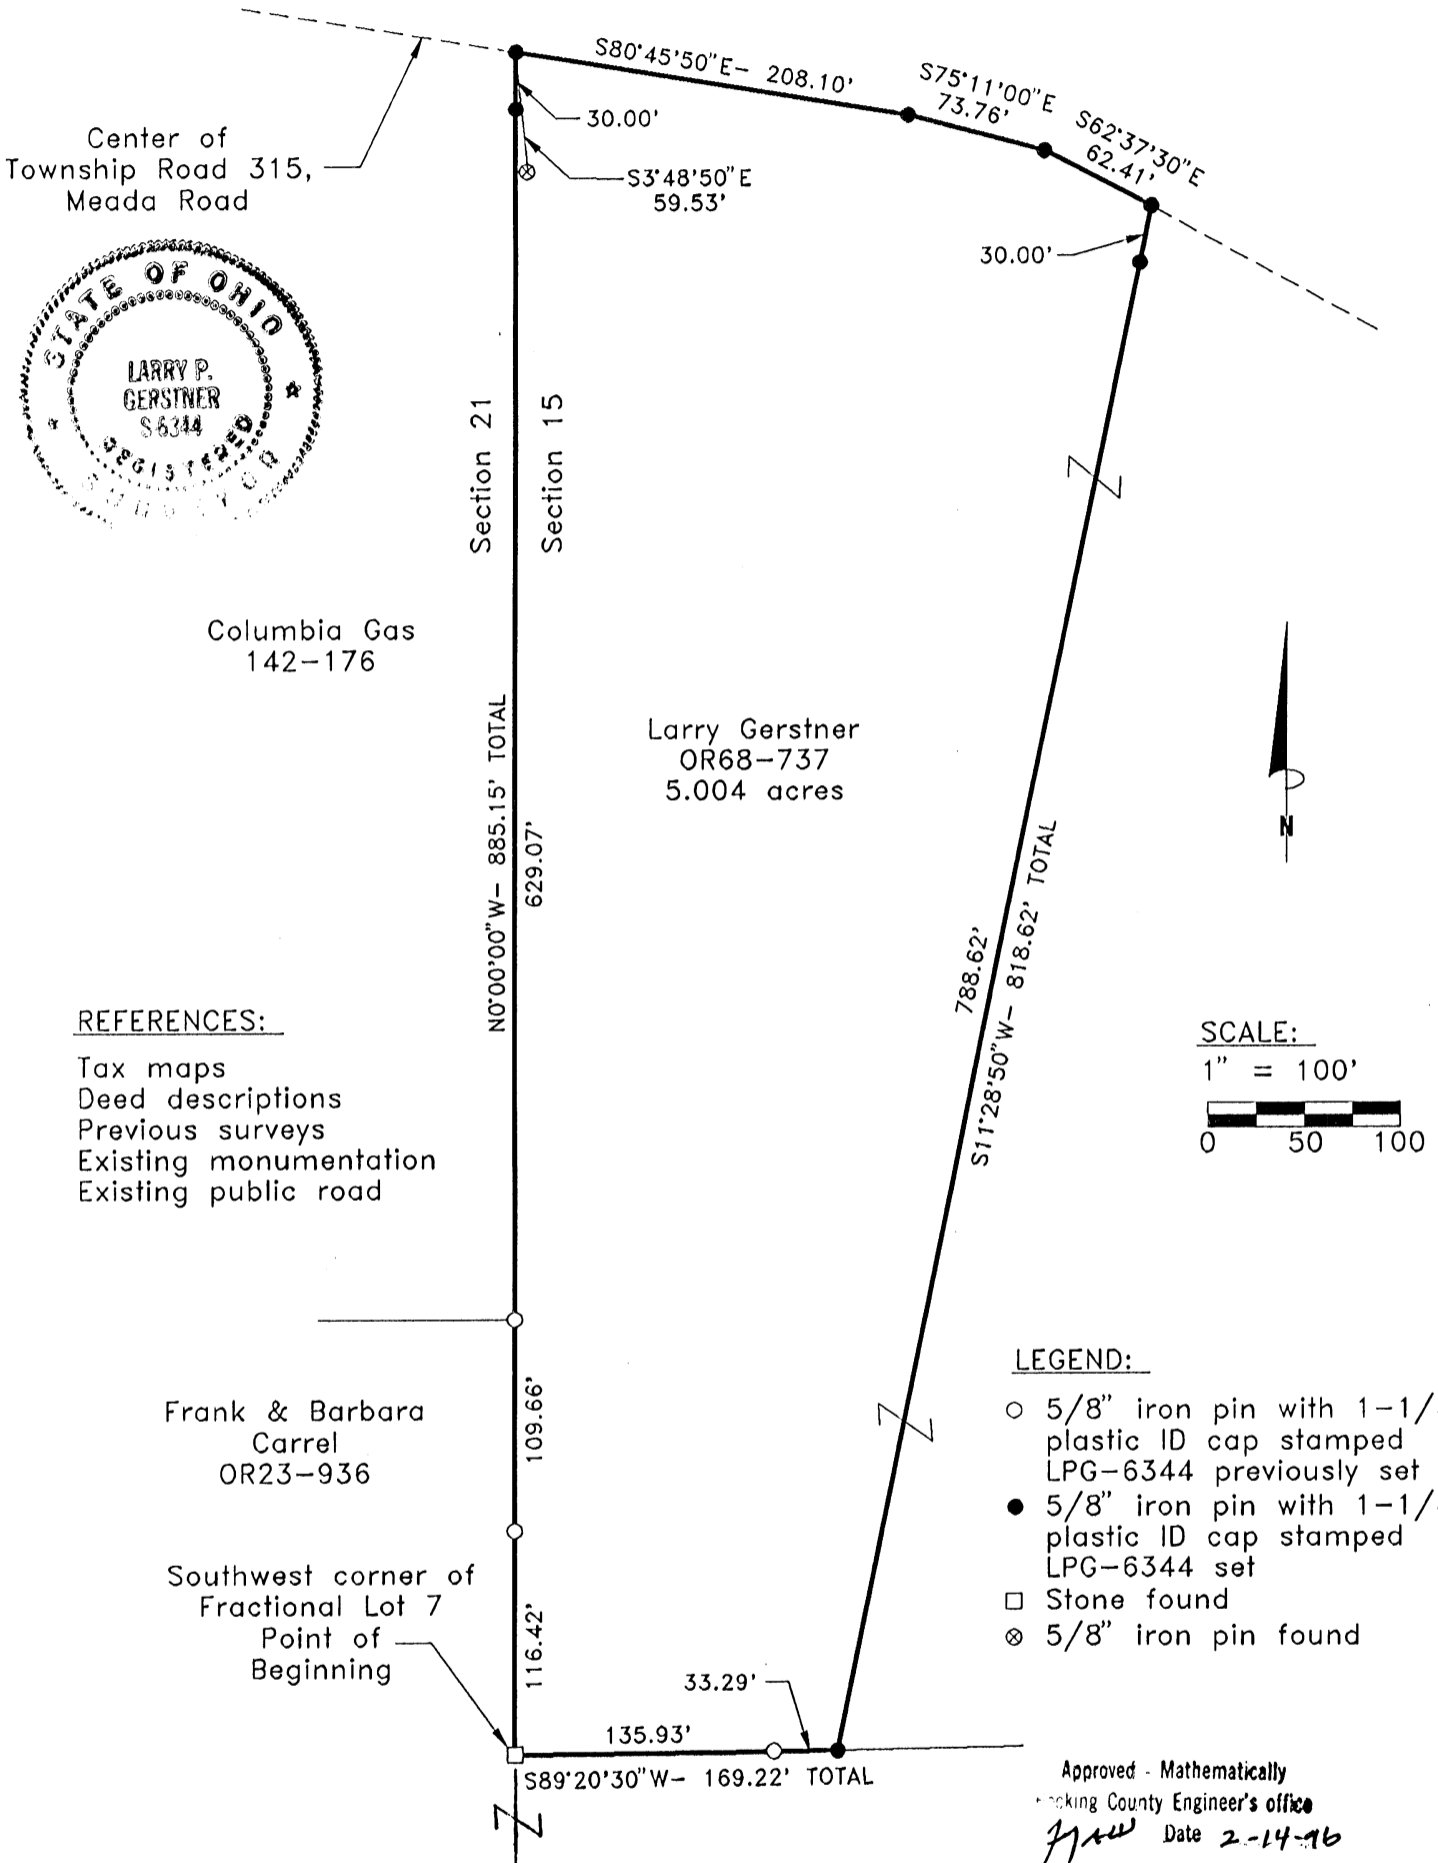 S80°45'50"E- 208.10'
S75°11'00"E
73.76'
S62°37'30"E
62.41'
30.00'
S3°48'50"E
59.53'
30.00'
Center of
Township Road 315,
Meada Road
STATE OF OHIO
LARRY P.
GERSTNER
S-6344
REGISTERED
SURVEYOR
Section 21
Section 15
Columbia Gas
142-176
Larry Gerstner
OR68-737
5.004 acres
N0°00'00"W- 885.15' TOTAL
629.07'
788.62'
S11°28'50"W- 818.62' TOTAL
N
REFERENCES:
Tax maps
Deed descriptions
Previous surveys
Existing monumentation
Existing public road
SCALE:
1" = 100'
0 50 100
Frank & Barbara
Carrel
OR23-936
109.66'
116.42'
Southwest corner of
Fractional Lot 7
Point of
Beginning
33.29'
135.93'
S89°20'30"W- 169.22' TOTAL
LEGEND:
5/8" iron pin with 1-1/
plastic ID cap stamped
LPG-6344 previously set
5/8" iron pin with 1-1/
plastic ID cap stamped
LPG-6344 set
Stone found
5/8" iron pin found
Approved - Mathematically
County Engineer's office
Date 2-14-96